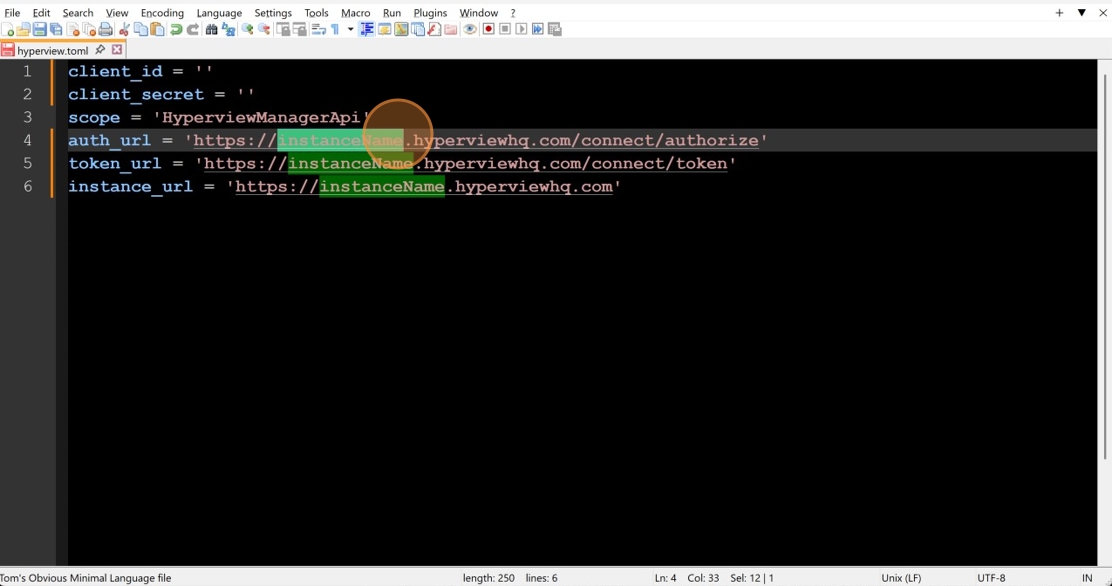 File Edit Search View Encoding Language Settings Tools Macro Run Plugins Window ?
hyperview.toml
1 client_id = ''
2 client_secret = ''
3 scope = 'HyperviewManagerApi'
4 auth_url = 'https://instanceName.hyperviewhq.com/connect/authorize'
5 token_url = 'https://instanceName.hyperviewhq.com/connect/token'
6 instance_url = 'https://instanceName.hyperviewhq.com'
Tom's Obvious Minimal Language file length: 250 lines: 6 Ln: 4 Col: 33 Sel: 12 | 1 Unix (LF) UTF-8 IN